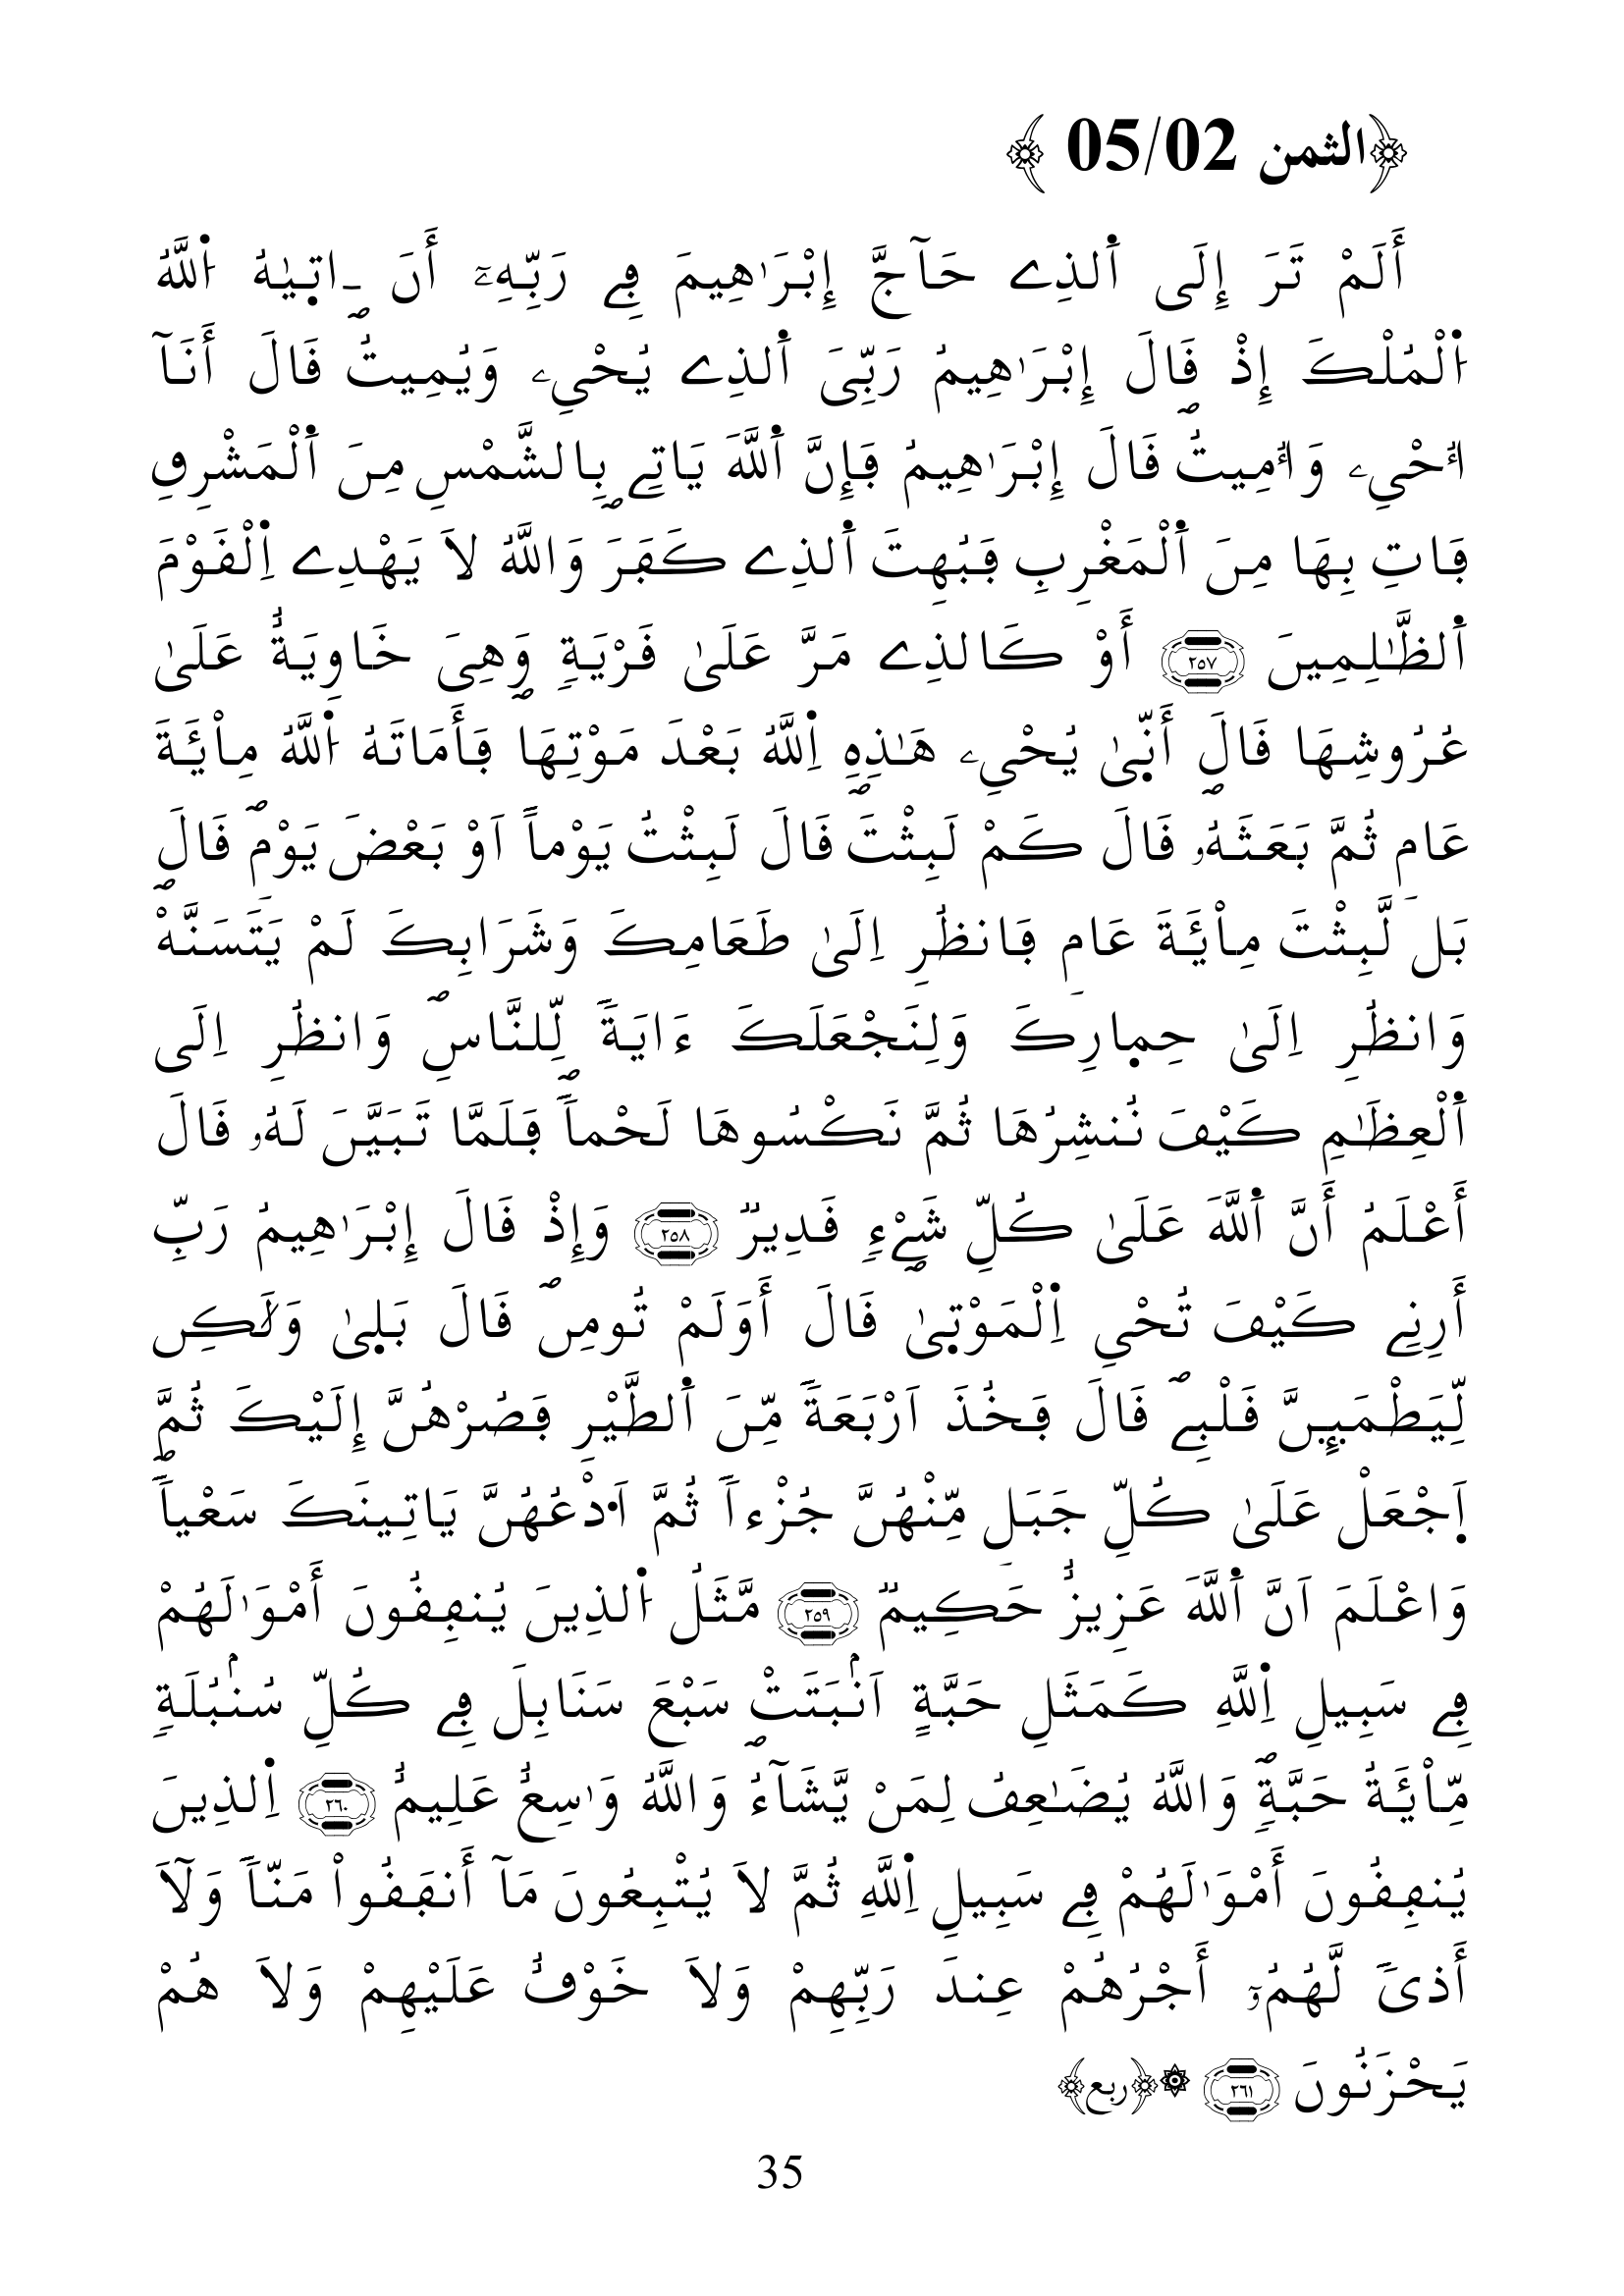 ﴿الثمن 05/02 ﴾
أَلَمْ تَرَ إِلَى اَ۬لذِے حَآجَّ إِبْرَٰهِيمَ فِے رَبِّهِۦٓ أَنَ ـ۪اتٜيٰهُ اُ۬للَّهُ
اُ۬لْمُلْكَۖ إِذْ قَالَ إِبْرَٰهِيمُ رَبِّيَ اَ۬لذِے يُحْيِۦ وَيُمِيتُ قَالَ أَنَآ
أُحْيِۦ وَأُمِيتُۖ قَالَ إِبْرَٰهِيمُ فَإِنَّ اَ۬للَّهَ يَاتِے بِالشَّمْسِ مِنَ اَ۬لْمَشْرِقِ
فَاتِ بِهَا مِنَ اَ۬لْمَغْرِبِ فَبُهِتَ اَ۬لذِے كَفَرَۖ وَاللَّهُ لاَ يَهْدِے اِ۬لْقَوْمَ
اَ۬لظَّٰلِمِينَ ٢٥٧ أَوْ كَالذِے مَرَّ عَلَىٰ قَرْيَةٖ وَهِيَ خَاوِيَةٌ عَلَىٰ
عُرُوشِهَاۖ قَالَ أَنّٜىٰ يُحْيِۦ هَٰذِهِ اِ۬للَّهُ بَعْدَ مَوْتِهَاۖ فَأَمَاتَهُ اُ۬للَّهُ مِاْئَةَ
عَامٖ ثُمَّ بَعَثَهُۥۖ قَالَ كَمْ لَبِثْتَۖ قَالَ لَبِثْتُ يَوْماً اَوْ بَعْضَ يَوْمٖۖ قَالَ
بَل لَّبِثْتَ مِاْئَةَ عَامٖ فَانظُرِ اِلَىٰ طَعَامِكَ وَشَرَابِكَ لَمْ يَتَسَنَّهْۖ
وَانظُرِ اِلَىٰ حِمٜارِكَ وَلِنَجْعَلَكَ ءَايَةٗ لِّلنَّاسِۖ وَانظُرِ اِلَى
اَ۬لْعِظَٰمِ كَيْفَ نُنشِرُهَا ثُمَّ نَكْسُوهَا لَحْماٗۖ فَلَمَّا تَبَيَّنَ لَهُۥ قَالَ
أَعْلَمُ أَنَّ اَ۬للَّهَ عَلَىٰ كُلِّ شَےْءٖ قَدِيرٞ ٢٥٨ وَإِذْ قَالَ إِبْرَٰهِيمُ رَبِّ
أَرِنِے كَيْفَ تُحْيِ اِ۬لْمَوْتٜىٰۖ قَالَ أَوَلَمْ تُومِنۖ قَالَ بَلٜىٰ وَلَٰكِن
لِّيَطْمَئِنَّ قَلْبِےۖ قَالَ فَخُذَ اَرْبَعَةٗ مِّنَ اَ۬لطَّيْرِ فَصُرْهُنَّ إِلَيْكَۖ ثُمَّ
اَ۪جْعَلْ عَلَىٰ كُلِّ جَبَلٖ مِّنْهُنَّ جُزْءاٗ ثُمَّ اَ۟دْعُهُنَّ يَاتِينَكَ سَعْياٗۖ
وَاعْلَمَ اَنَّ اَ۬للَّهَ عَزِيزٌ حَكِيمٞ ٢٥٩ مَّثَلُ اُ۬لذِينَ يُنفِقُونَ أَمْوَٰلَهُمْ
فِے سَبِيلِ اِ۬للَّهِ كَمَثَلِ حَبَّةٍ اَنۢبَتَتْ سَبْعَ سَنَابِلَ فِے كُلِّ سُنۢبُلَةٖ
مِّاْئَةُ حَبَّةٖۖ وَاللَّهُ يُضَٰعِفُ لِمَنْ يَّشَآءُۖ وَاللَّهُ وَٰسِعٌ عَلِيمٌ ٢٦٠ اِ۬لذِينَ
يُنفِقُونَ أَمْوَٰلَهُمْ فِے سَبِيلِ اِ۬للَّهِ ثُمَّ لاَ يُتْبِعُونَ مَآ أَنفَقُواْ مَنّاٗ وَلَآ
أَذىٗ لَّهُمُۥٓ أَجْرُهُمْ عِندَ رَبِّهِمْ وَلاَ خَوْفٌ عَلَيْهِمْ وَلاَ هُمْ
يَحْزَنُونَ ٢٦١ ۞﴿ربع﴾
35